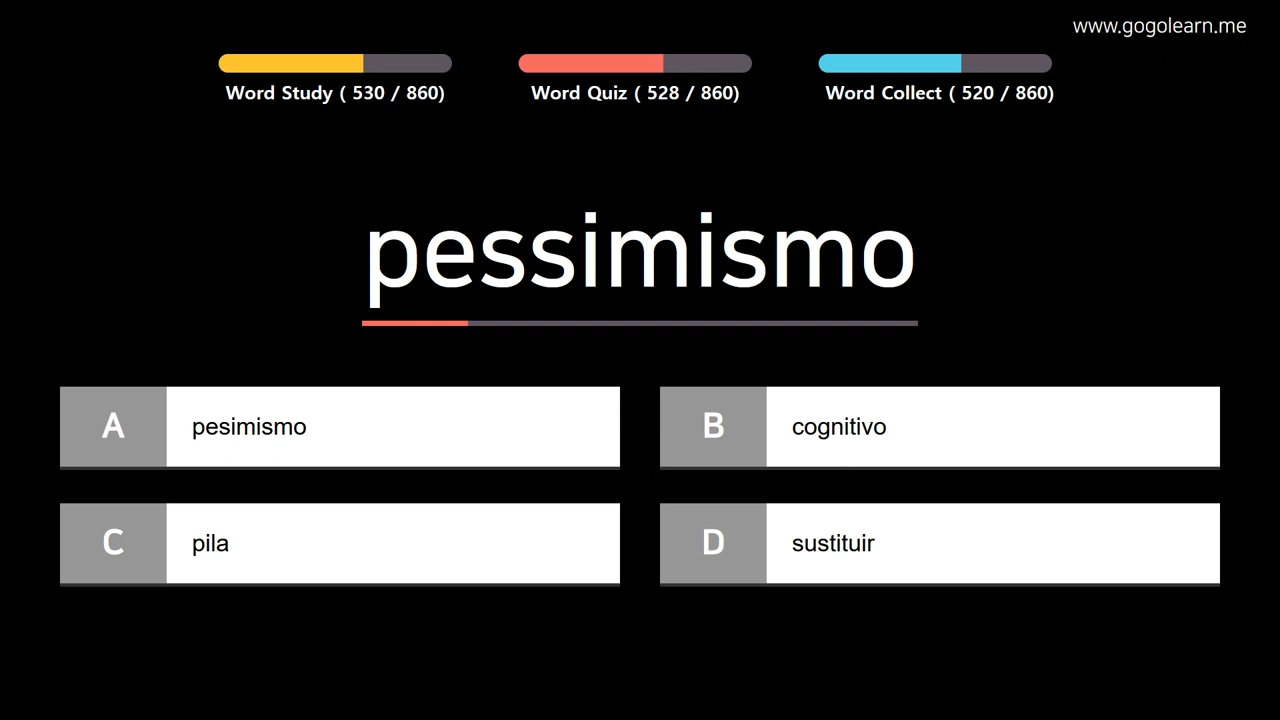 www.gogolearn.me
Word Study ( 530 / 860)
Word Quiz ( 528 / 860)
Word Collect ( 520 / 860)
pessimismo
A
pesimismo
B
cognitivo
C
pila
D
sustituir